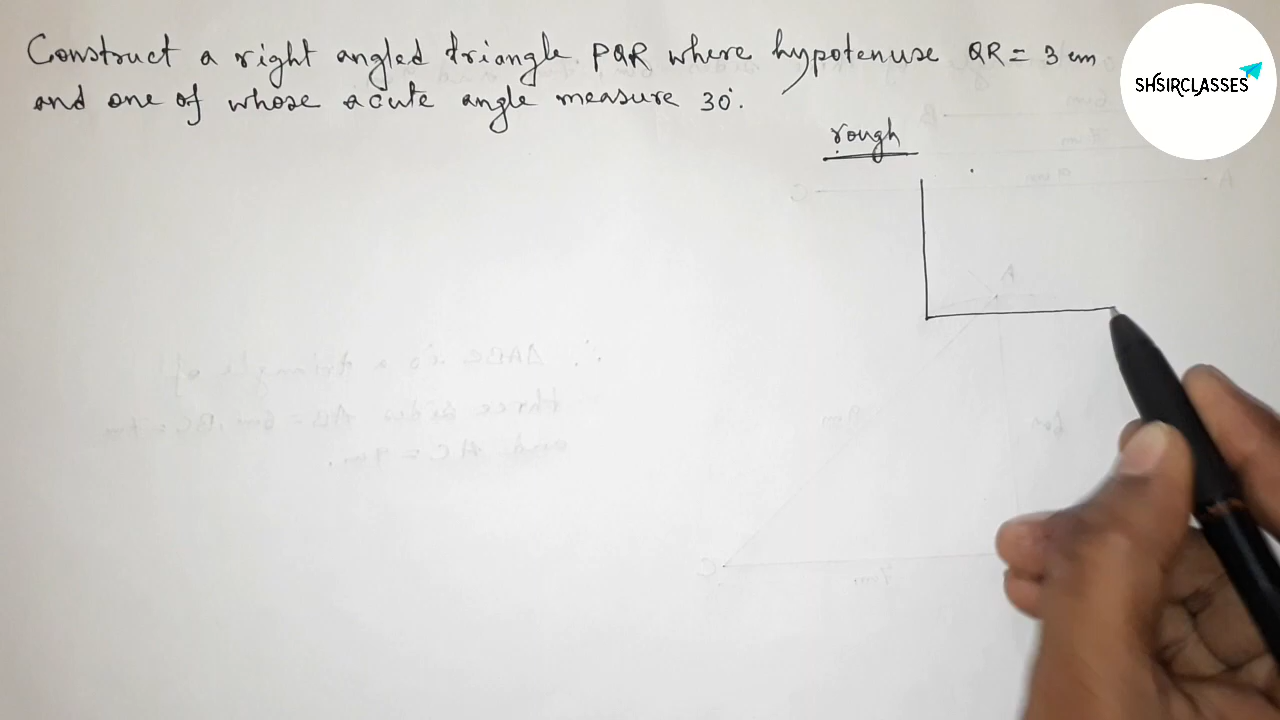 Construct a right angled triangle PQR where hypotenuse QR = 3 cm
and one of whose acute angle measure 30°.
SHSIRCLASSES
rough